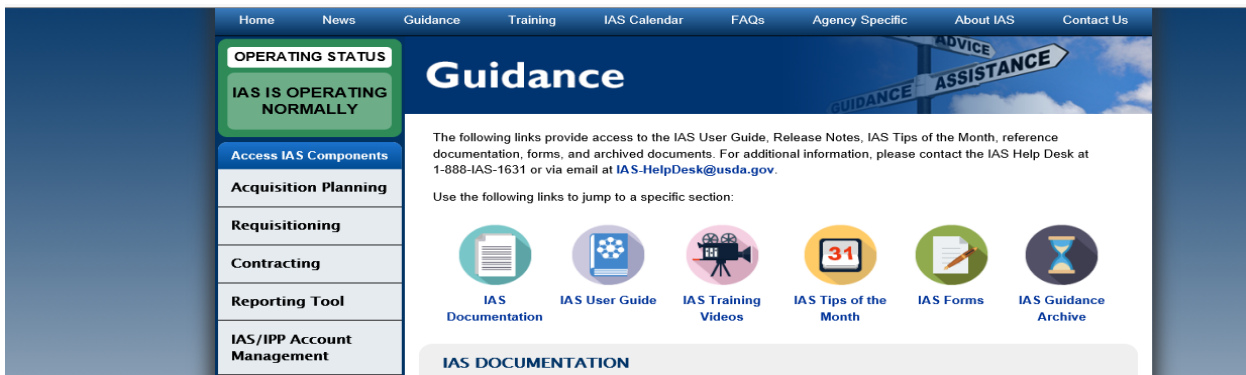 Home News Guidance Training IAS Calendar FAQs Agency Specific About IAS Contact Us
OPERATING STATUS
IAS IS OPERATING
NORMALLY
Access IAS Components
Acquisition Planning
Requisitioning
Contracting
Reporting Tool
IAS/IPP Account
Management
Guidance
ADVICE
ASSISTANCE
GUIDANCE
The following links provide access to the IAS User Guide, Release Notes, IAS Tips of the Month, reference
documentation, forms, and archived documents. For additional information, please contact the IAS Help Desk at
1-888-IAS-1631 or via email at IAS-HelpDesk@usda.gov.
Use the following links to jump to a specific section:
31
IAS
Documentation
IAS User Guide
IAS Training
Videos
IAS Tips of the
Month
IAS Forms
IAS Guidance
Archive
IAS DOCUMENTATION